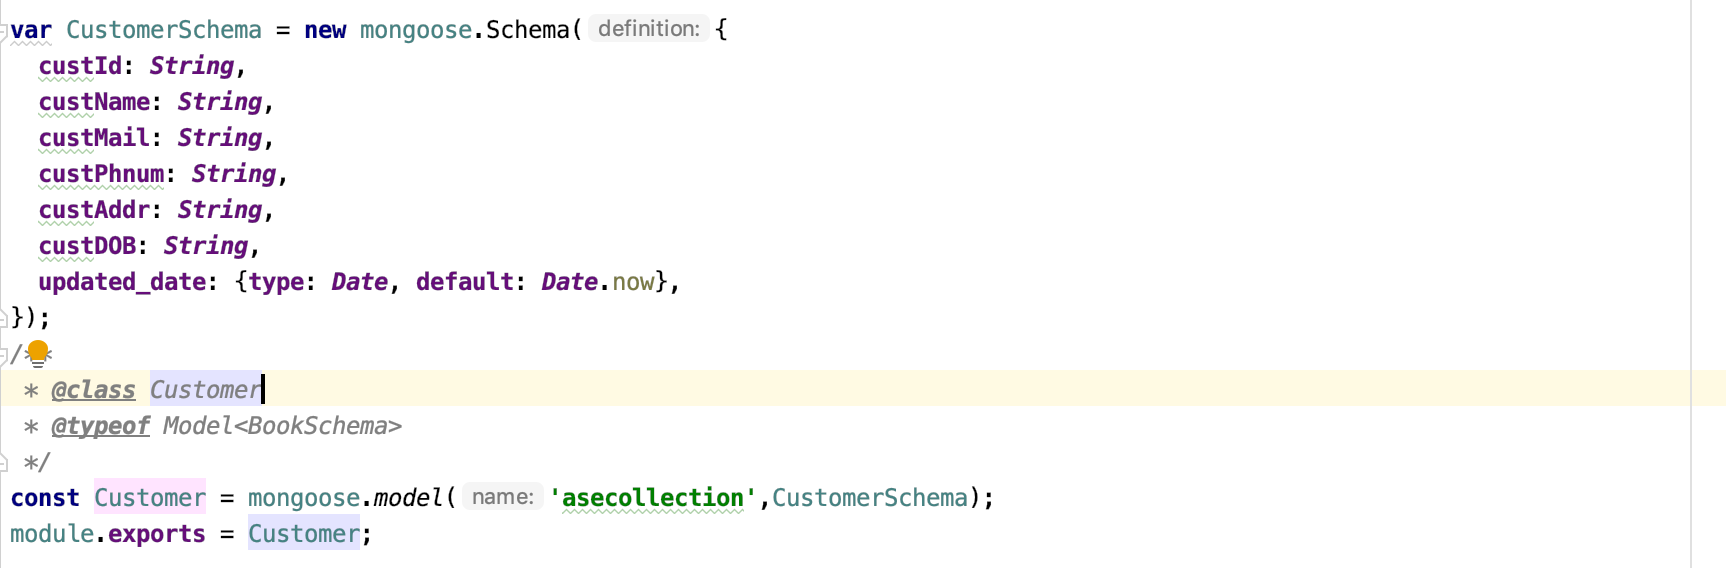 var CustomerSchema = new mongoose.Schema( definition: {
  custId: String,
  custName: String,
  custMail: String,
  custPhnum: String,
  custAddr: String,
  custDOB: String,
  updated_date: {type: Date, default: Date.now},
});
/**
 * @class Customer
 * @typeof Model<BookSchema>
 */
const Customer = mongoose.model( name: 'asecollection',CustomerSchema);
module.exports = Customer;